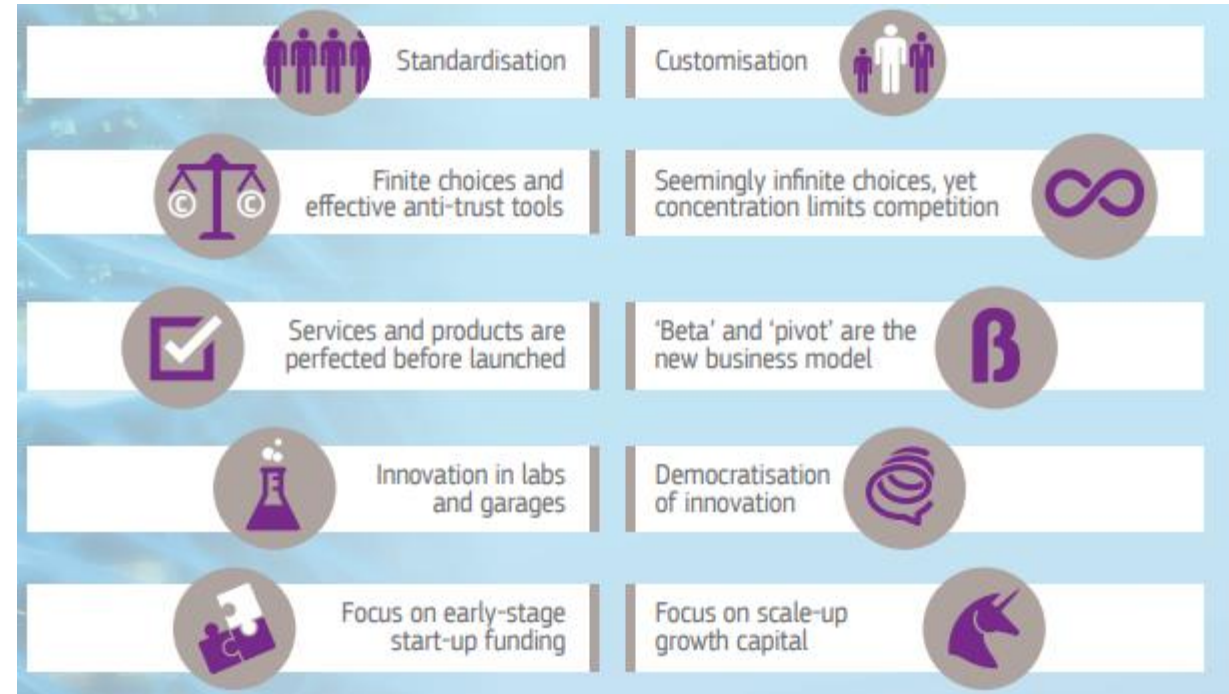 Standardisation
Customisation
Finite choices and
effective anti-trust tools
Seemingly infinite choices, yet
concentration limits competition
C C
Services and products are
perfected before launched
‘Beta’ and ‘pivot’ are the
new business model
β
Innovation in labs
and garages
Democratisation
of innovation
Focus on early-stage
start-up funding
Focus on scale-up
growth capital